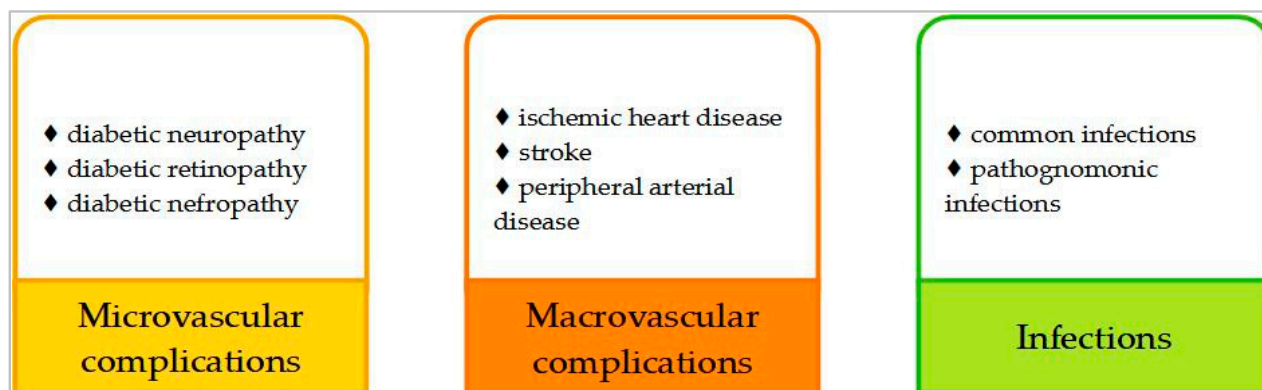 ♦ diabetic neuropathy
♦ diabetic retinopathy
♦ diabetic nefropathy
Microvascular
complications
♦ ischemic heart disease
♦ stroke
♦ peripheral arterial
disease
Macrovascular
complications
♦ common infections
♦ pathognomonic
infections
Infections